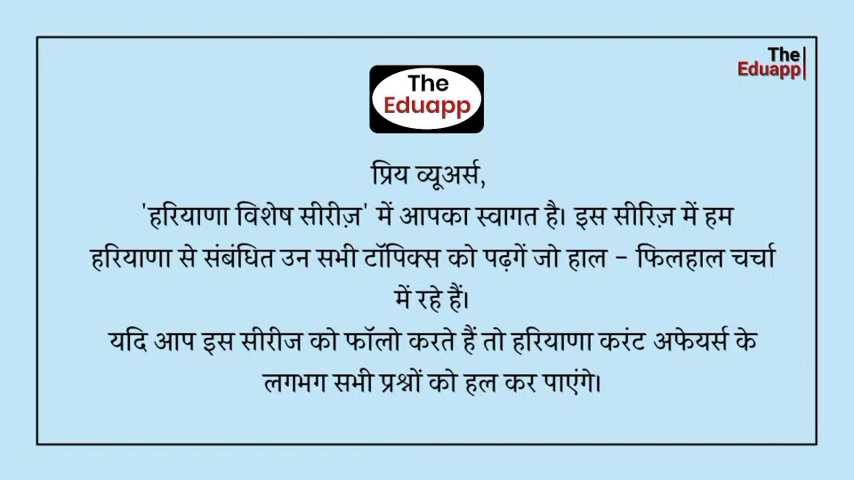 The
Eduapp
The
Eduapp
प्रिय व्यूअर्स,
'हरियाणा विशेष सीरीज़' में आपका स्वागत है। इस सीरिज़ में हम
हरियाणा से संबंधित उन सभी टॉपिक्स को पढ़गें जो हाल - फिलहाल चर्चा
में रहे हैं।
यदि आप इस सीरीज को फॉलो करते हैं तो हरियाणा करंट अफेयर्स के
लगभग सभी प्रश्नों को हल कर पाएंगे।